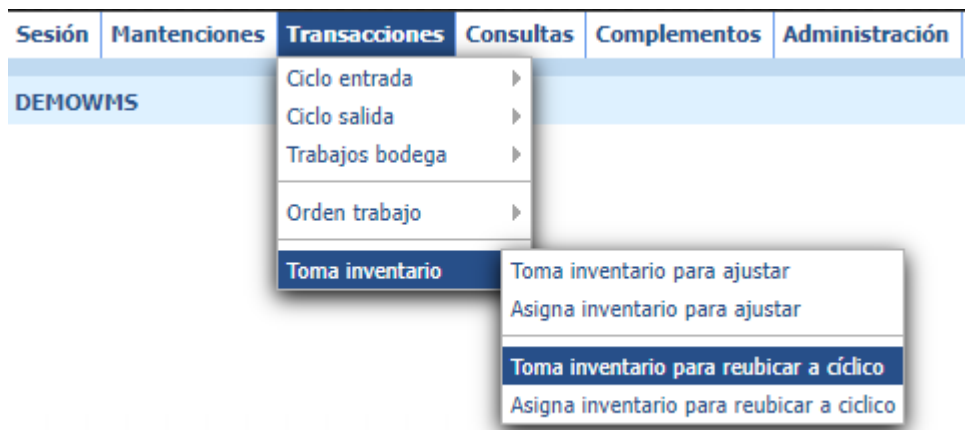 Sesión Mantenciones Transacciones Consultas Complementos Administración
DEMOWMS
Ciclo entrada
Ciclo salida
Trabajos bodega
Orden trabajo
Toma inventario
Toma inventario para ajustar
Asigna inventario para ajustar
Toma inventario para reubicar a cíclico
Asigna inventario para reubicar a ciclico